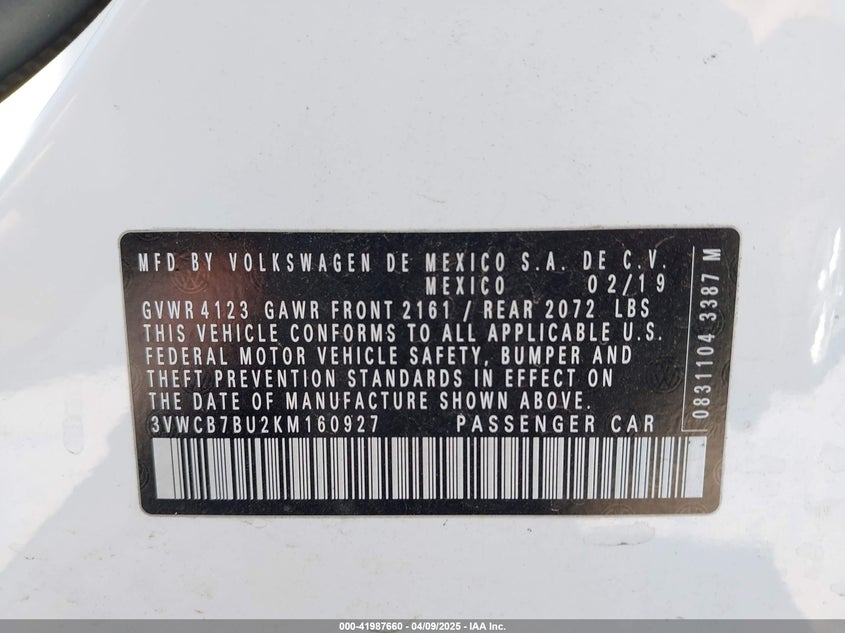 MFD. BY VOLKSWAGEN DE MEXICO S.A. DE C.V.
MEXICO 02/19
GVWR 4123 GAWR FRONT 2161 / REAR 2072 LBS
THIS VEHICLE CONFORMS TO ALL APPLICABLE U.S.
FEDERAL MOTOR VEHICLE SAFETY, BUMPER AND
THEFT PREVENTION STANDARDS IN EFFECT ON
THE DATE OF MANUFACTURE SHOWN ABOVE.
3VWCB7BU2KM160927 PASSENGER CAR
0831104 3387 M
000-41987660 - 04/09/2025 - IAA Inc.